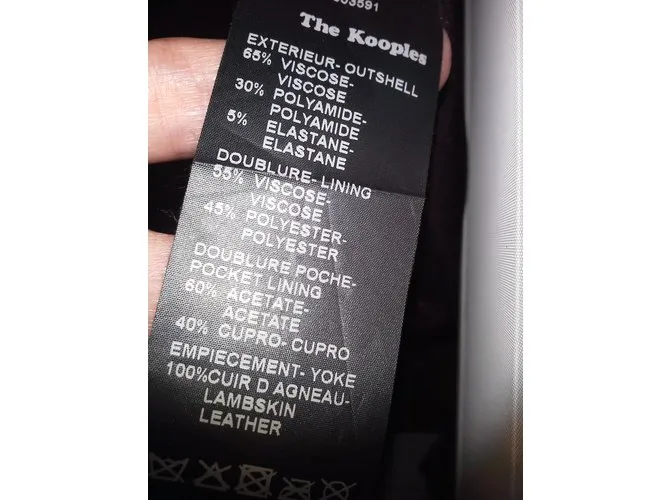 603591
The Kooples
EXTERIEUR- OUTSHELL
65% VISCOSE-
VISCOSE
30% POLYAMIDE-
POLYAMIDE
5% ELASTANE-
ELASTANE
DOUBLURE- LINING
55% VISCOSE-
VISCOSE
45% POLYESTER-
POLYESTER
DOUBLURE POCHE-
POCKET LINING
60% ACETATE-
ACETATE
40% CUPRO- CUPRO
EMPIECEMENT- YOKE
100%CUIR D AGNEAU-
LAMBSKIN
LEATHER